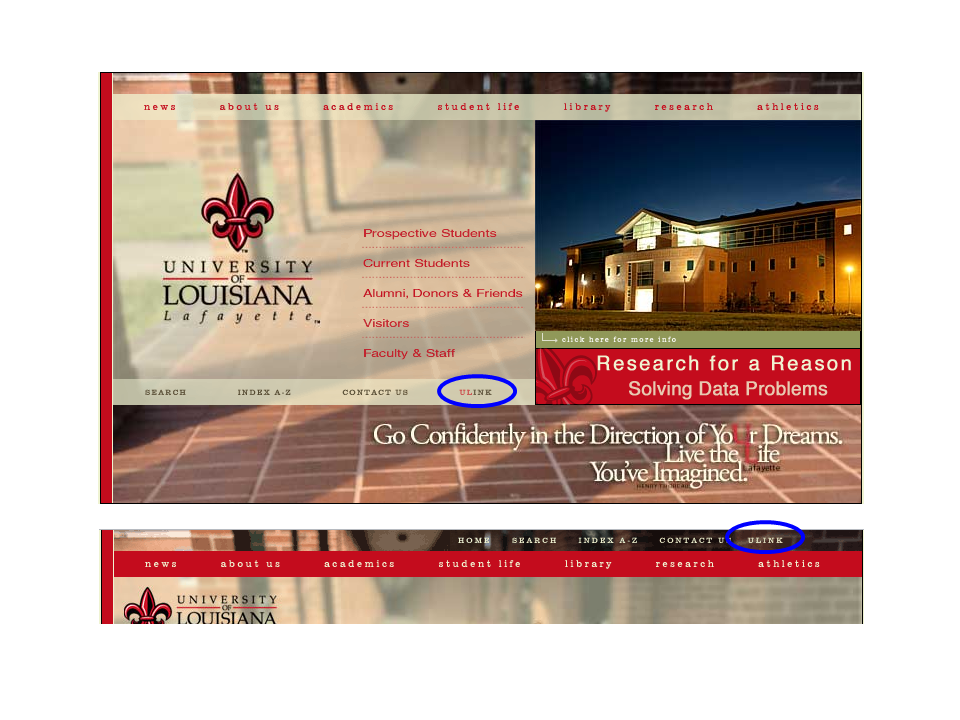 news about us academics student life library research athletics
UNIVERSITY
OF
LOUISIANA
Lafayette™
Prospective Students
Current Students
Alumni, Donors & Friends
Visitors
Faculty & Staff
click here for more info
Research for a Reason
Solving Data Problems
SEARCH INDEX A-Z CONTACT US ULINK
Go Confidently in the Direction of YoUr Dreams.
Live the Life
You've Imagined.
Lafayette
HENRY THOREAU
HOME SEARCH INDEX A-Z CONTACT US ULINK
news about us academics student life library research athletics
UNIVERSITY
OF
LOUISIANA